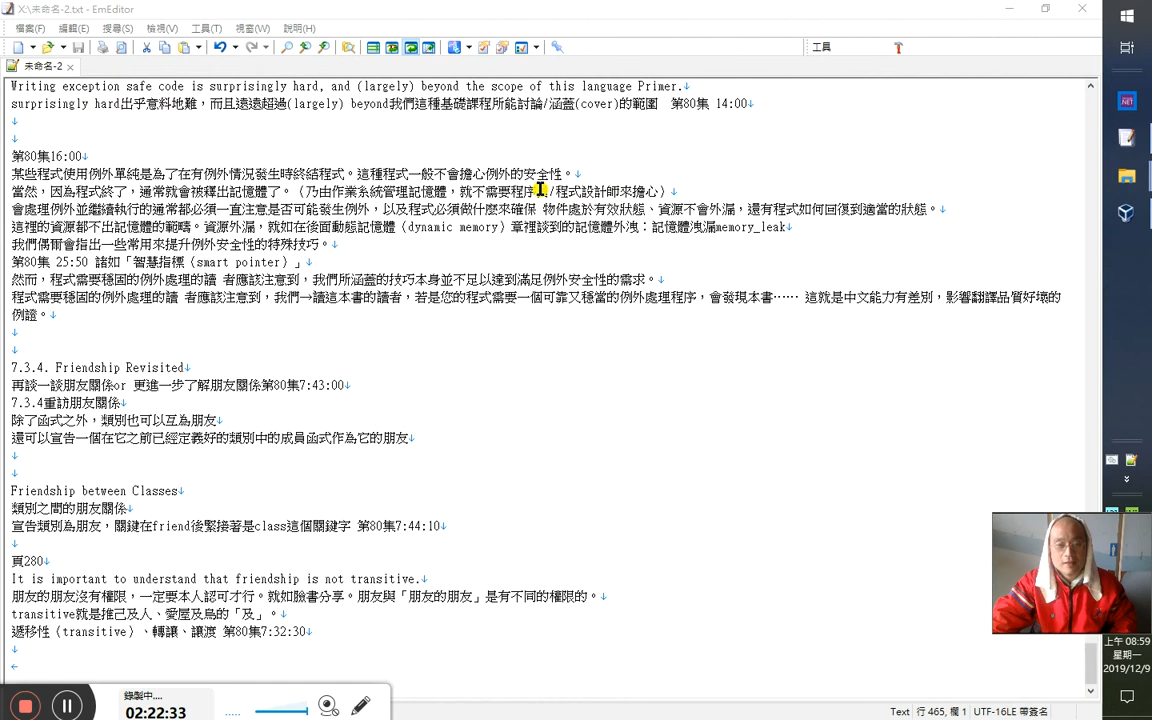 X:\未命名-2.txt - EmEditor
檔案(F) 編輯(E) 搜尋(S) 檢視(V) 工具(T) 視窗(W) 說明(H)
工具
未命名-2
Writing exception safe code is surprisingly hard, and (largely) beyond the scope of this language Primer.
surprisingly hard出乎意料地難，而且遠遠超過(largely) beyond我們這種基礎課程所能討論/涵蓋(cover)的範圍 第80集 14:00
第80集16:00
某些程式使用例外單純是為了在有例外情況發生時終結程式。這種程式一般不會擔心例外的安全性。
當然，因為程式終了，通常就會被釋出記憶體了。（乃由作業系統管理記憶體，就不需要程序 /程式設計師來擔心）
會處理例外並繼續執行的通常都必須一直注意是否可能發生例外，以及程式必須做什麼來確保 物件處於有效狀態、資源不會外漏，還有程式如何回復到適當的狀態。
這裡的資源都不出記憶體的範疇。資源外漏，就如在後面動態記憶體（dynamic memory）章裡談到的記憶體外洩：記憶體洩漏memory_leak
我們偶爾會指出一些常用來提升例外安全性的特殊技巧。
第80集 25:50 諸如「智慧指標（smart pointer）」
然而，程式需要穩固的例外處理的讀 者應該注意到，我們所涵蓋的技巧本身並不足以達到滿足例外安全性的需求。
程式需要穩固的例外處理的讀 者應該注意到，我們→讀這本書的讀者，若是您的程式需要一個可靠又穩當的例外處理程序，會發現本書…… 這就是中文能力有差別，影響翻譯品質好壞的
例證。
7.3.4. Friendship Revisited
再談一談朋友關係or 更進一步了解朋友關係第80集7:43:00
7.3.4重訪朋友關係
除了函式之外，類別也可以互為朋友
還可以宣告一個在它之前已經定義好的類別中的成員函式作為它的朋友
Friendship between Classes
類別之間的朋友關係
宣告類別為朋友，關鍵在friend後緊接著是class這個關鍵字 第80集7:44:10
頁280
It is important to understand that friendship is not transitive.
朋友的朋友沒有權限，一定要本人認可才行。就如臉書分享。朋友與「朋友的朋友」是有不同的權限的。
transitive就是推己及人、愛屋及烏的「及」。
遞移性（transitive）、轉讓、讓渡 第80集7:32:30
錄製中....
02:22:33
Text 行 465, 欄 1 UTF-16LE 帶簽名
上午 08:59
星期一
2019/12/9